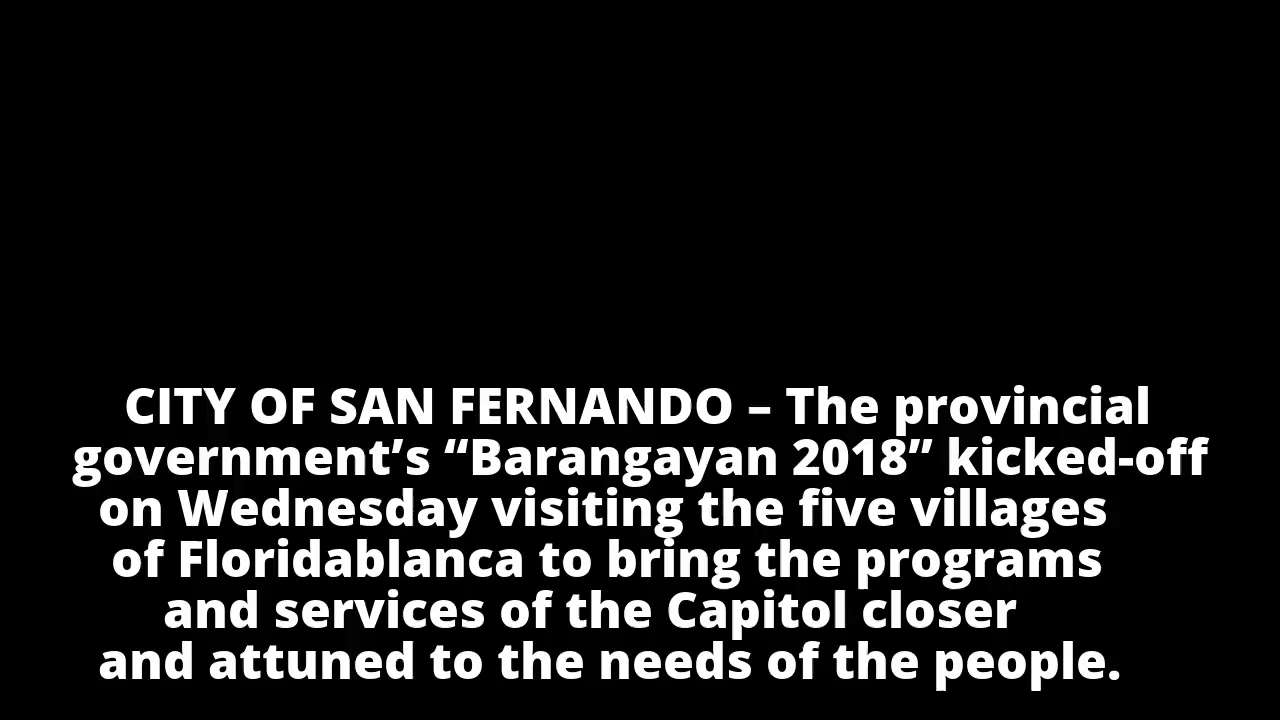 CITY OF SAN FERNANDO – The provincial
government’s “Barangayan 2018” kicked-off
on Wednesday visiting the five villages
of Floridablanca to bring the programs
and services of the Capitol closer
and attuned to the needs of the people.